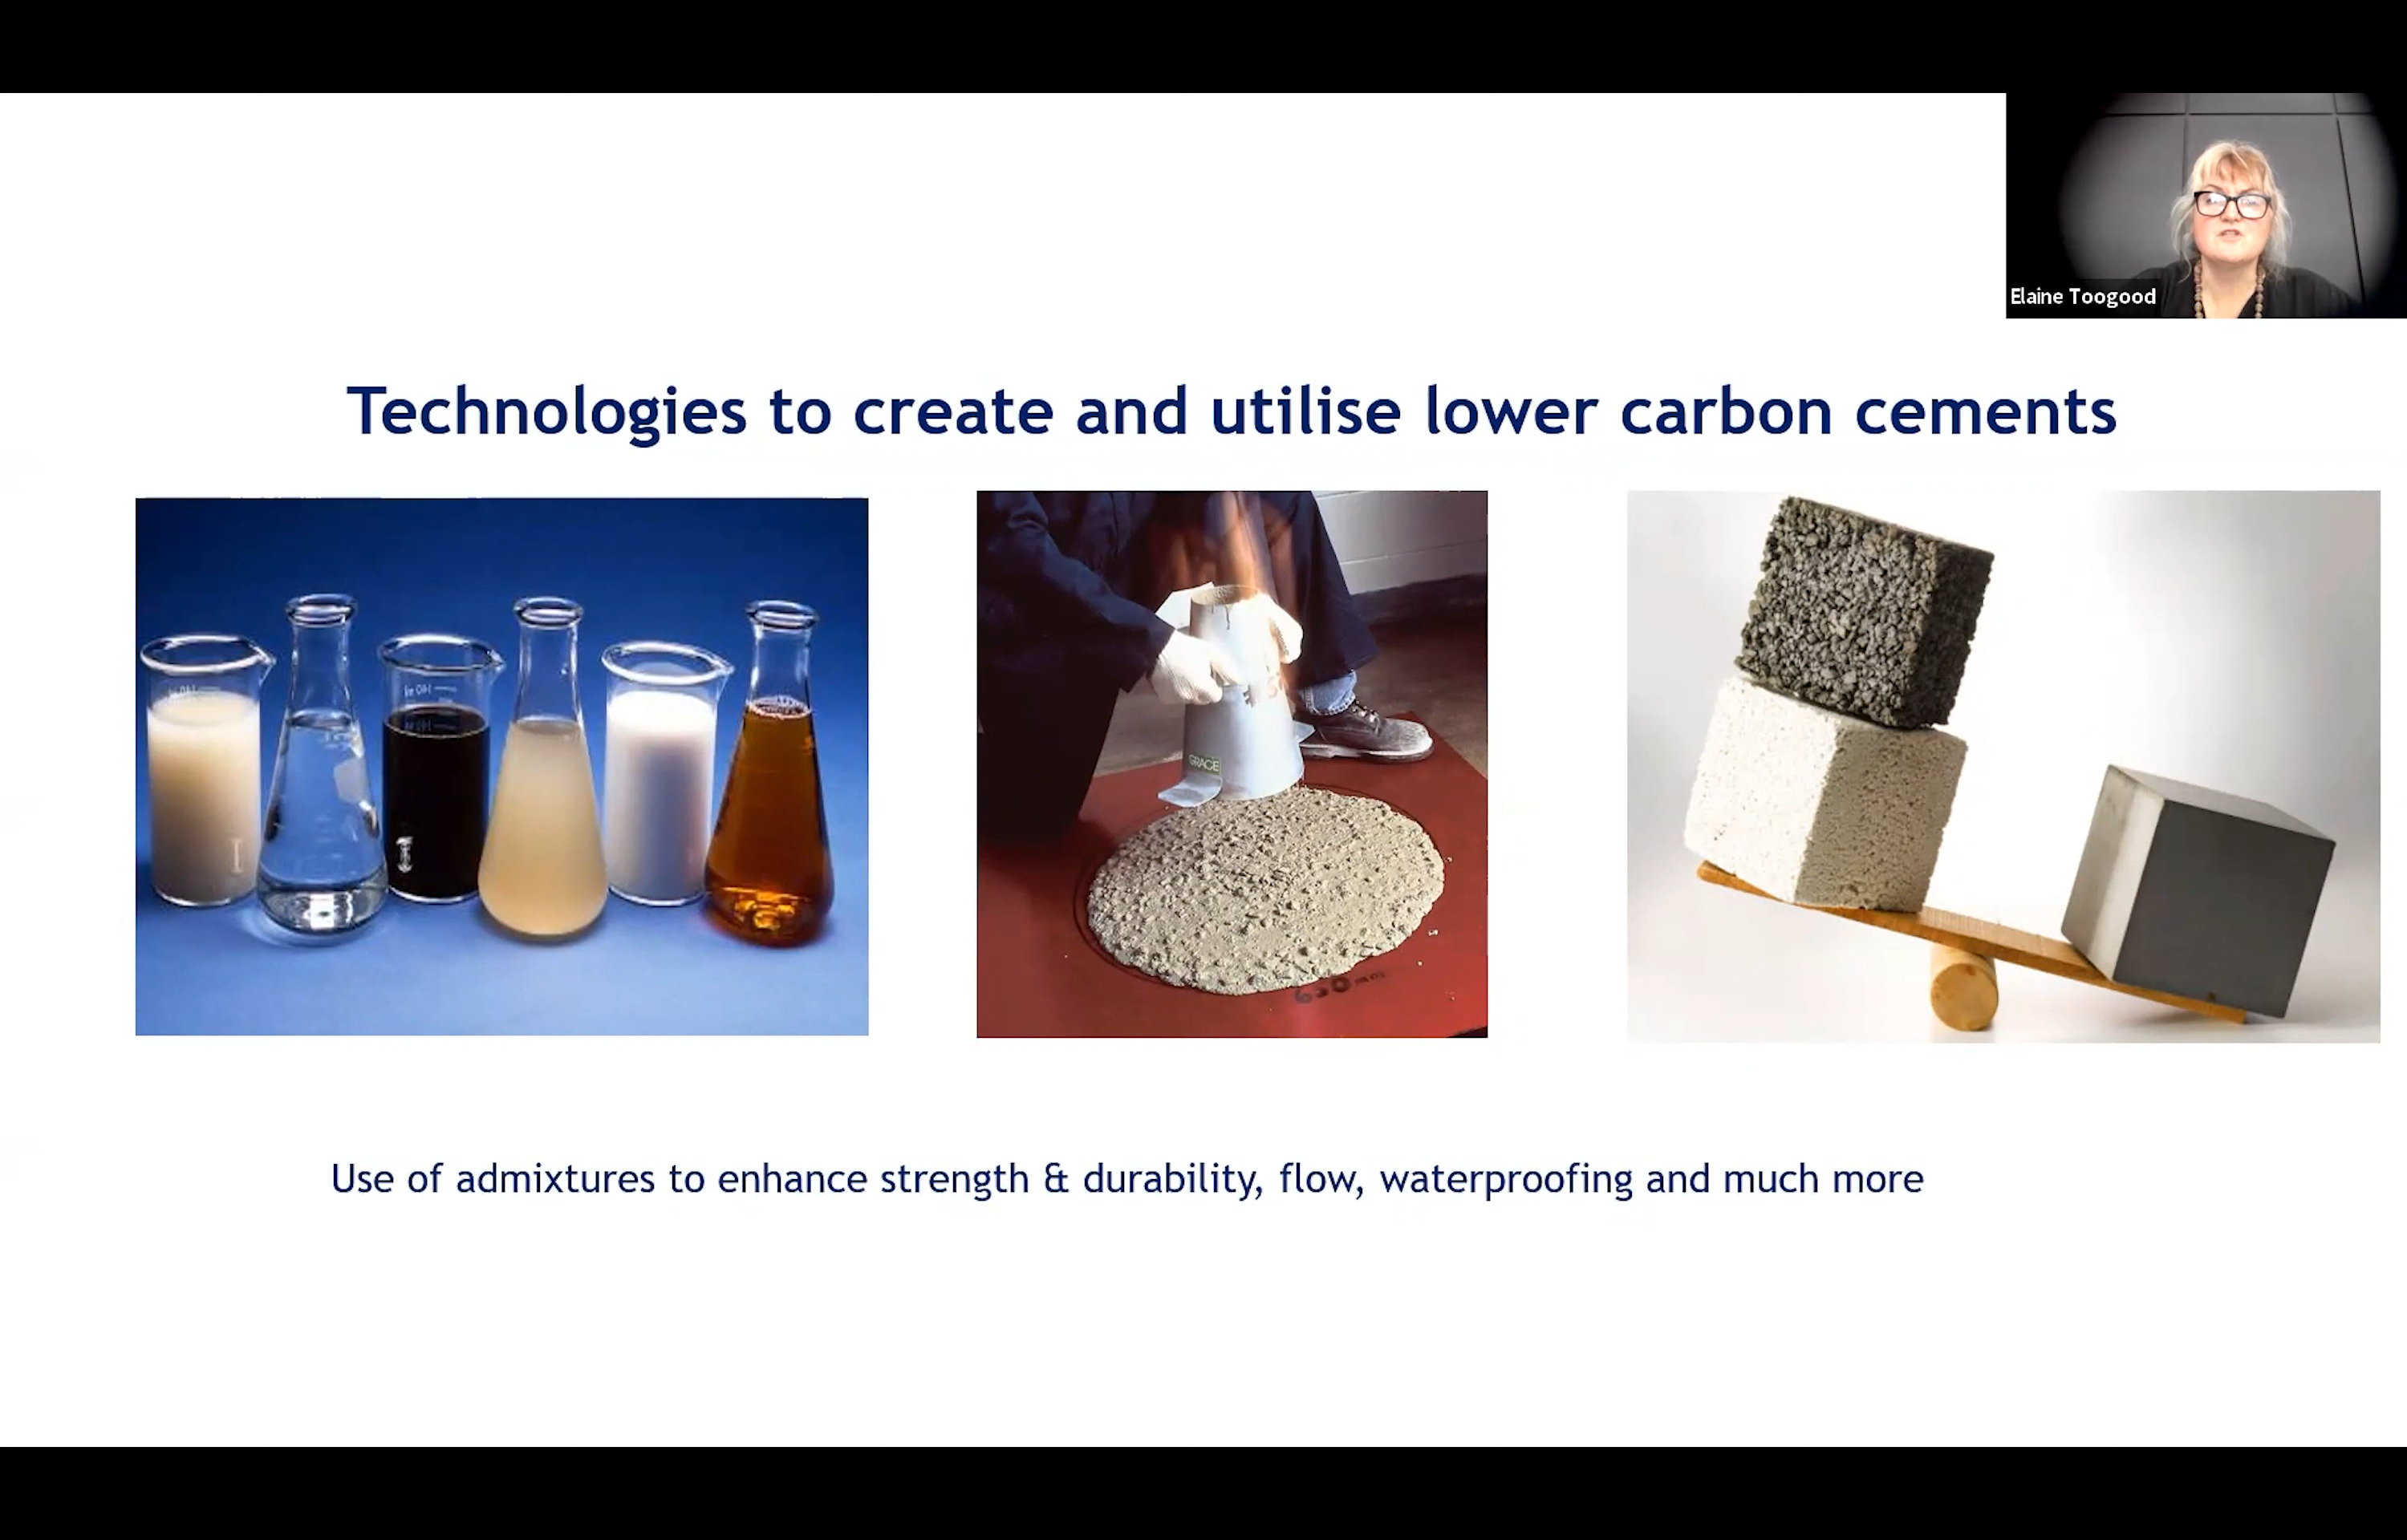 Elaine Toogood
Technologies to create and utilise lower carbon cements
GRACE
Use of admixtures to enhance strength & durability, flow, waterproofing and much more